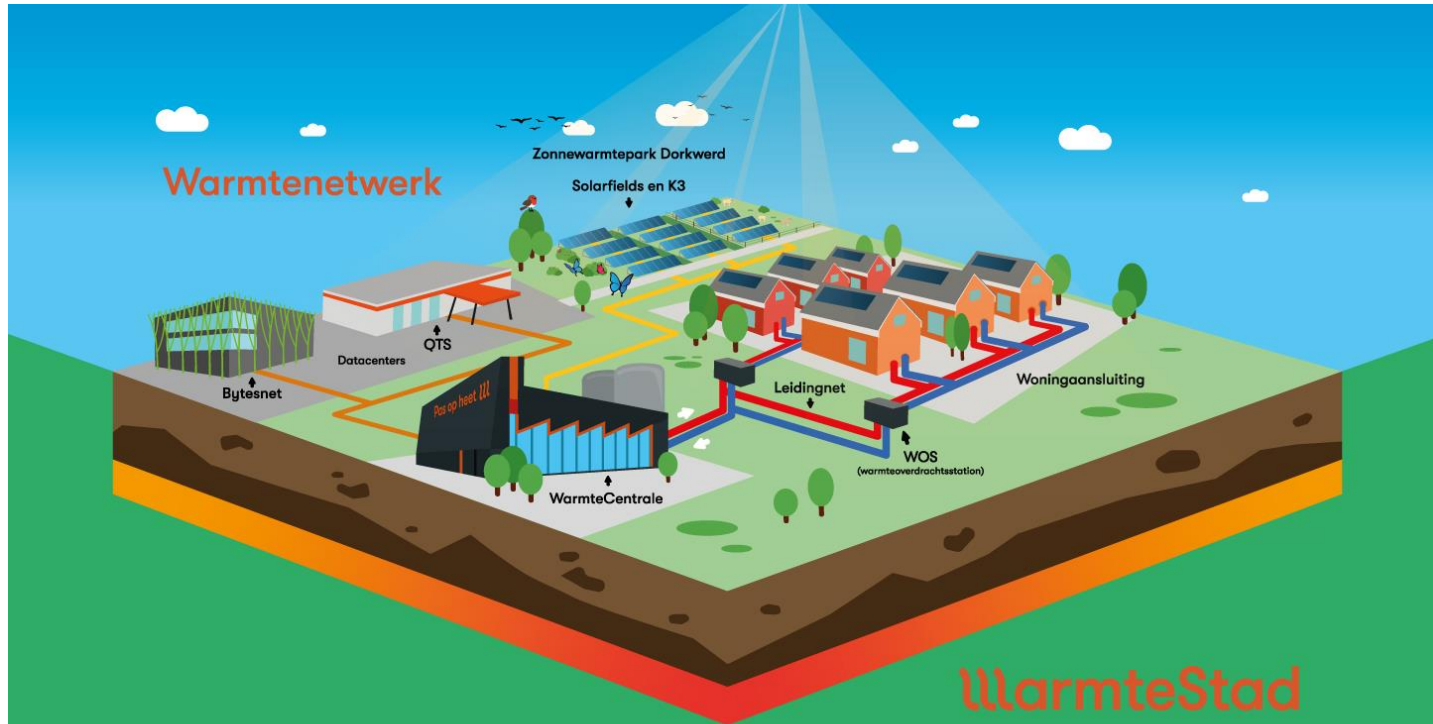 Zonnewarmtepark Dorkwerd
Solarfields en K3
Warmtenetwerk
QTS
Datacenters
Bytesnet
Pas op heet
Leidingnet
Woningaansluiting
WOS
(warmteoverdrachtsstation)
WarmteCentrale
WarmteStad